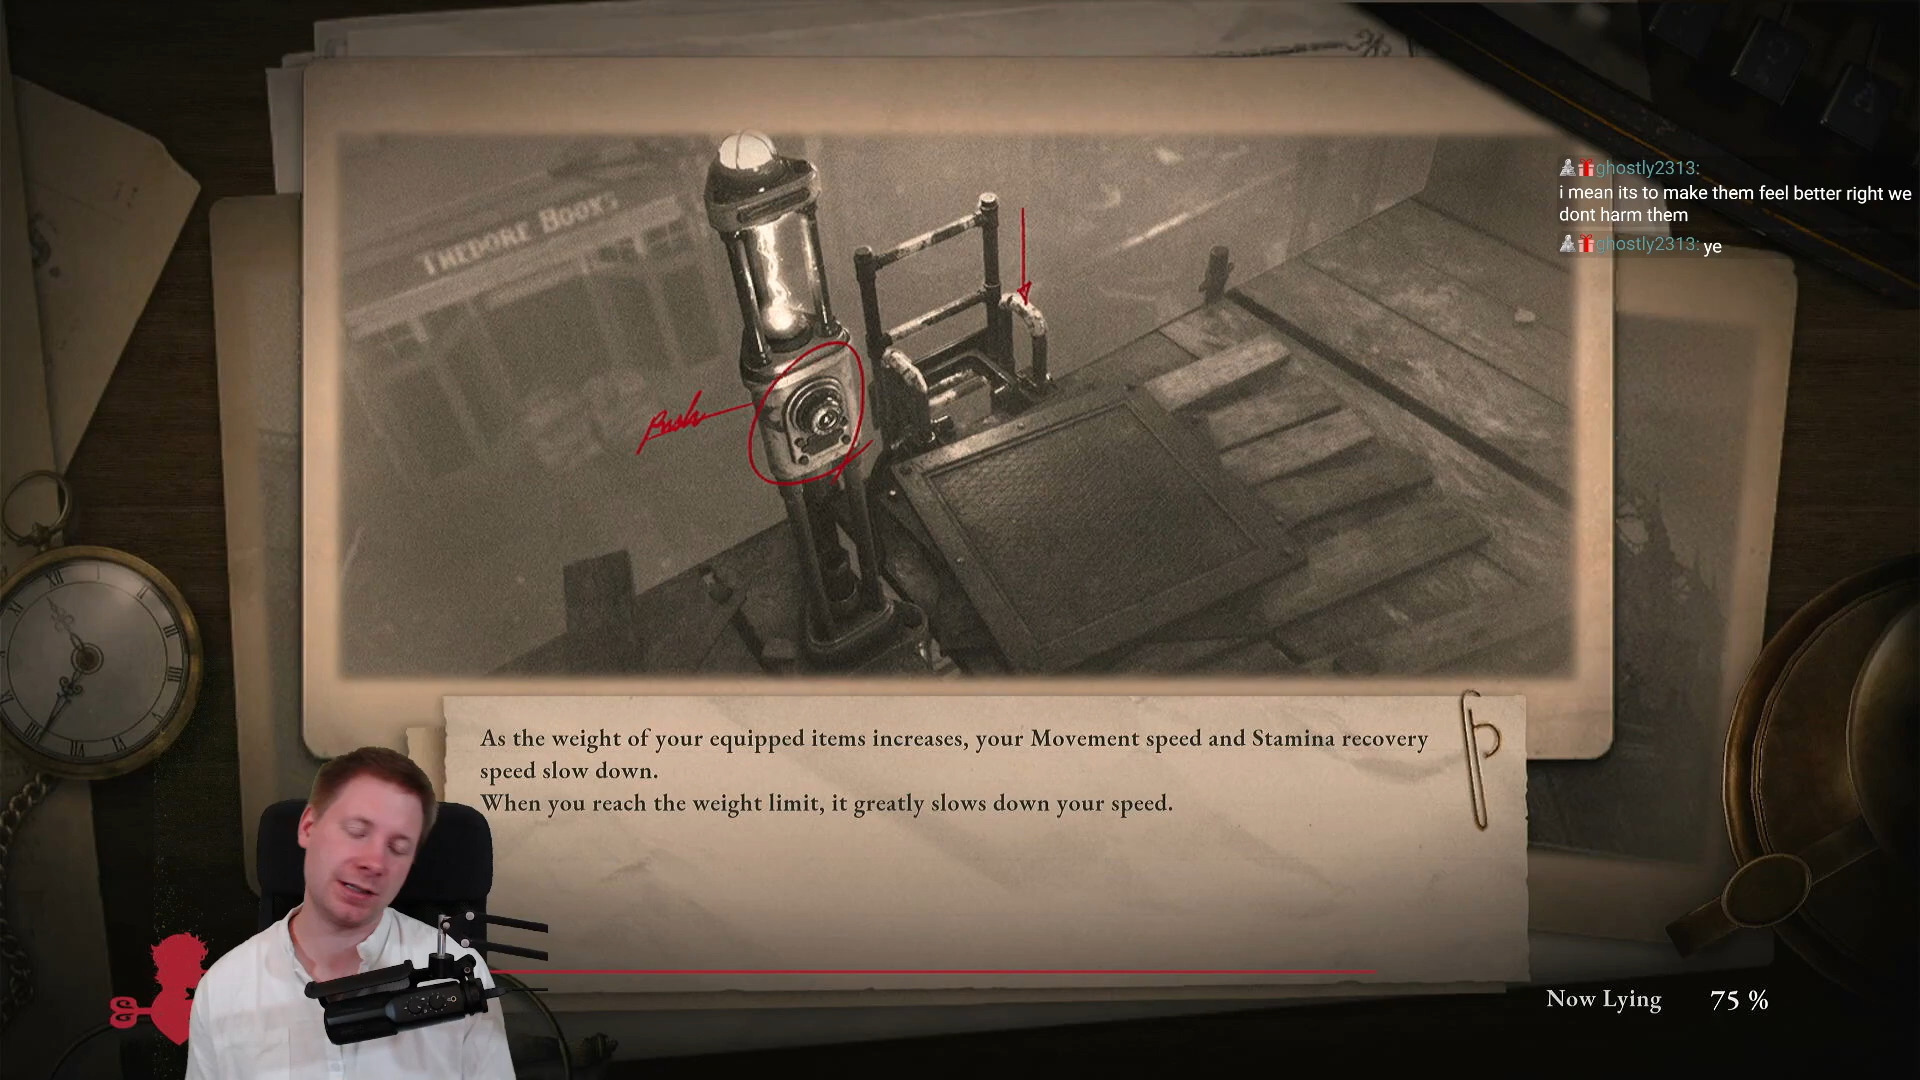 THEDORE BOOKS
Push
ghostly2313:
i mean its to make them feel better right we
dont harm them
ghostly2313: ye
As the weight of your equipped items increases, your Movement speed and Stamina recovery
speed slow down.
When you reach the weight limit, it greatly slows down your speed.
Now Lying 75 %